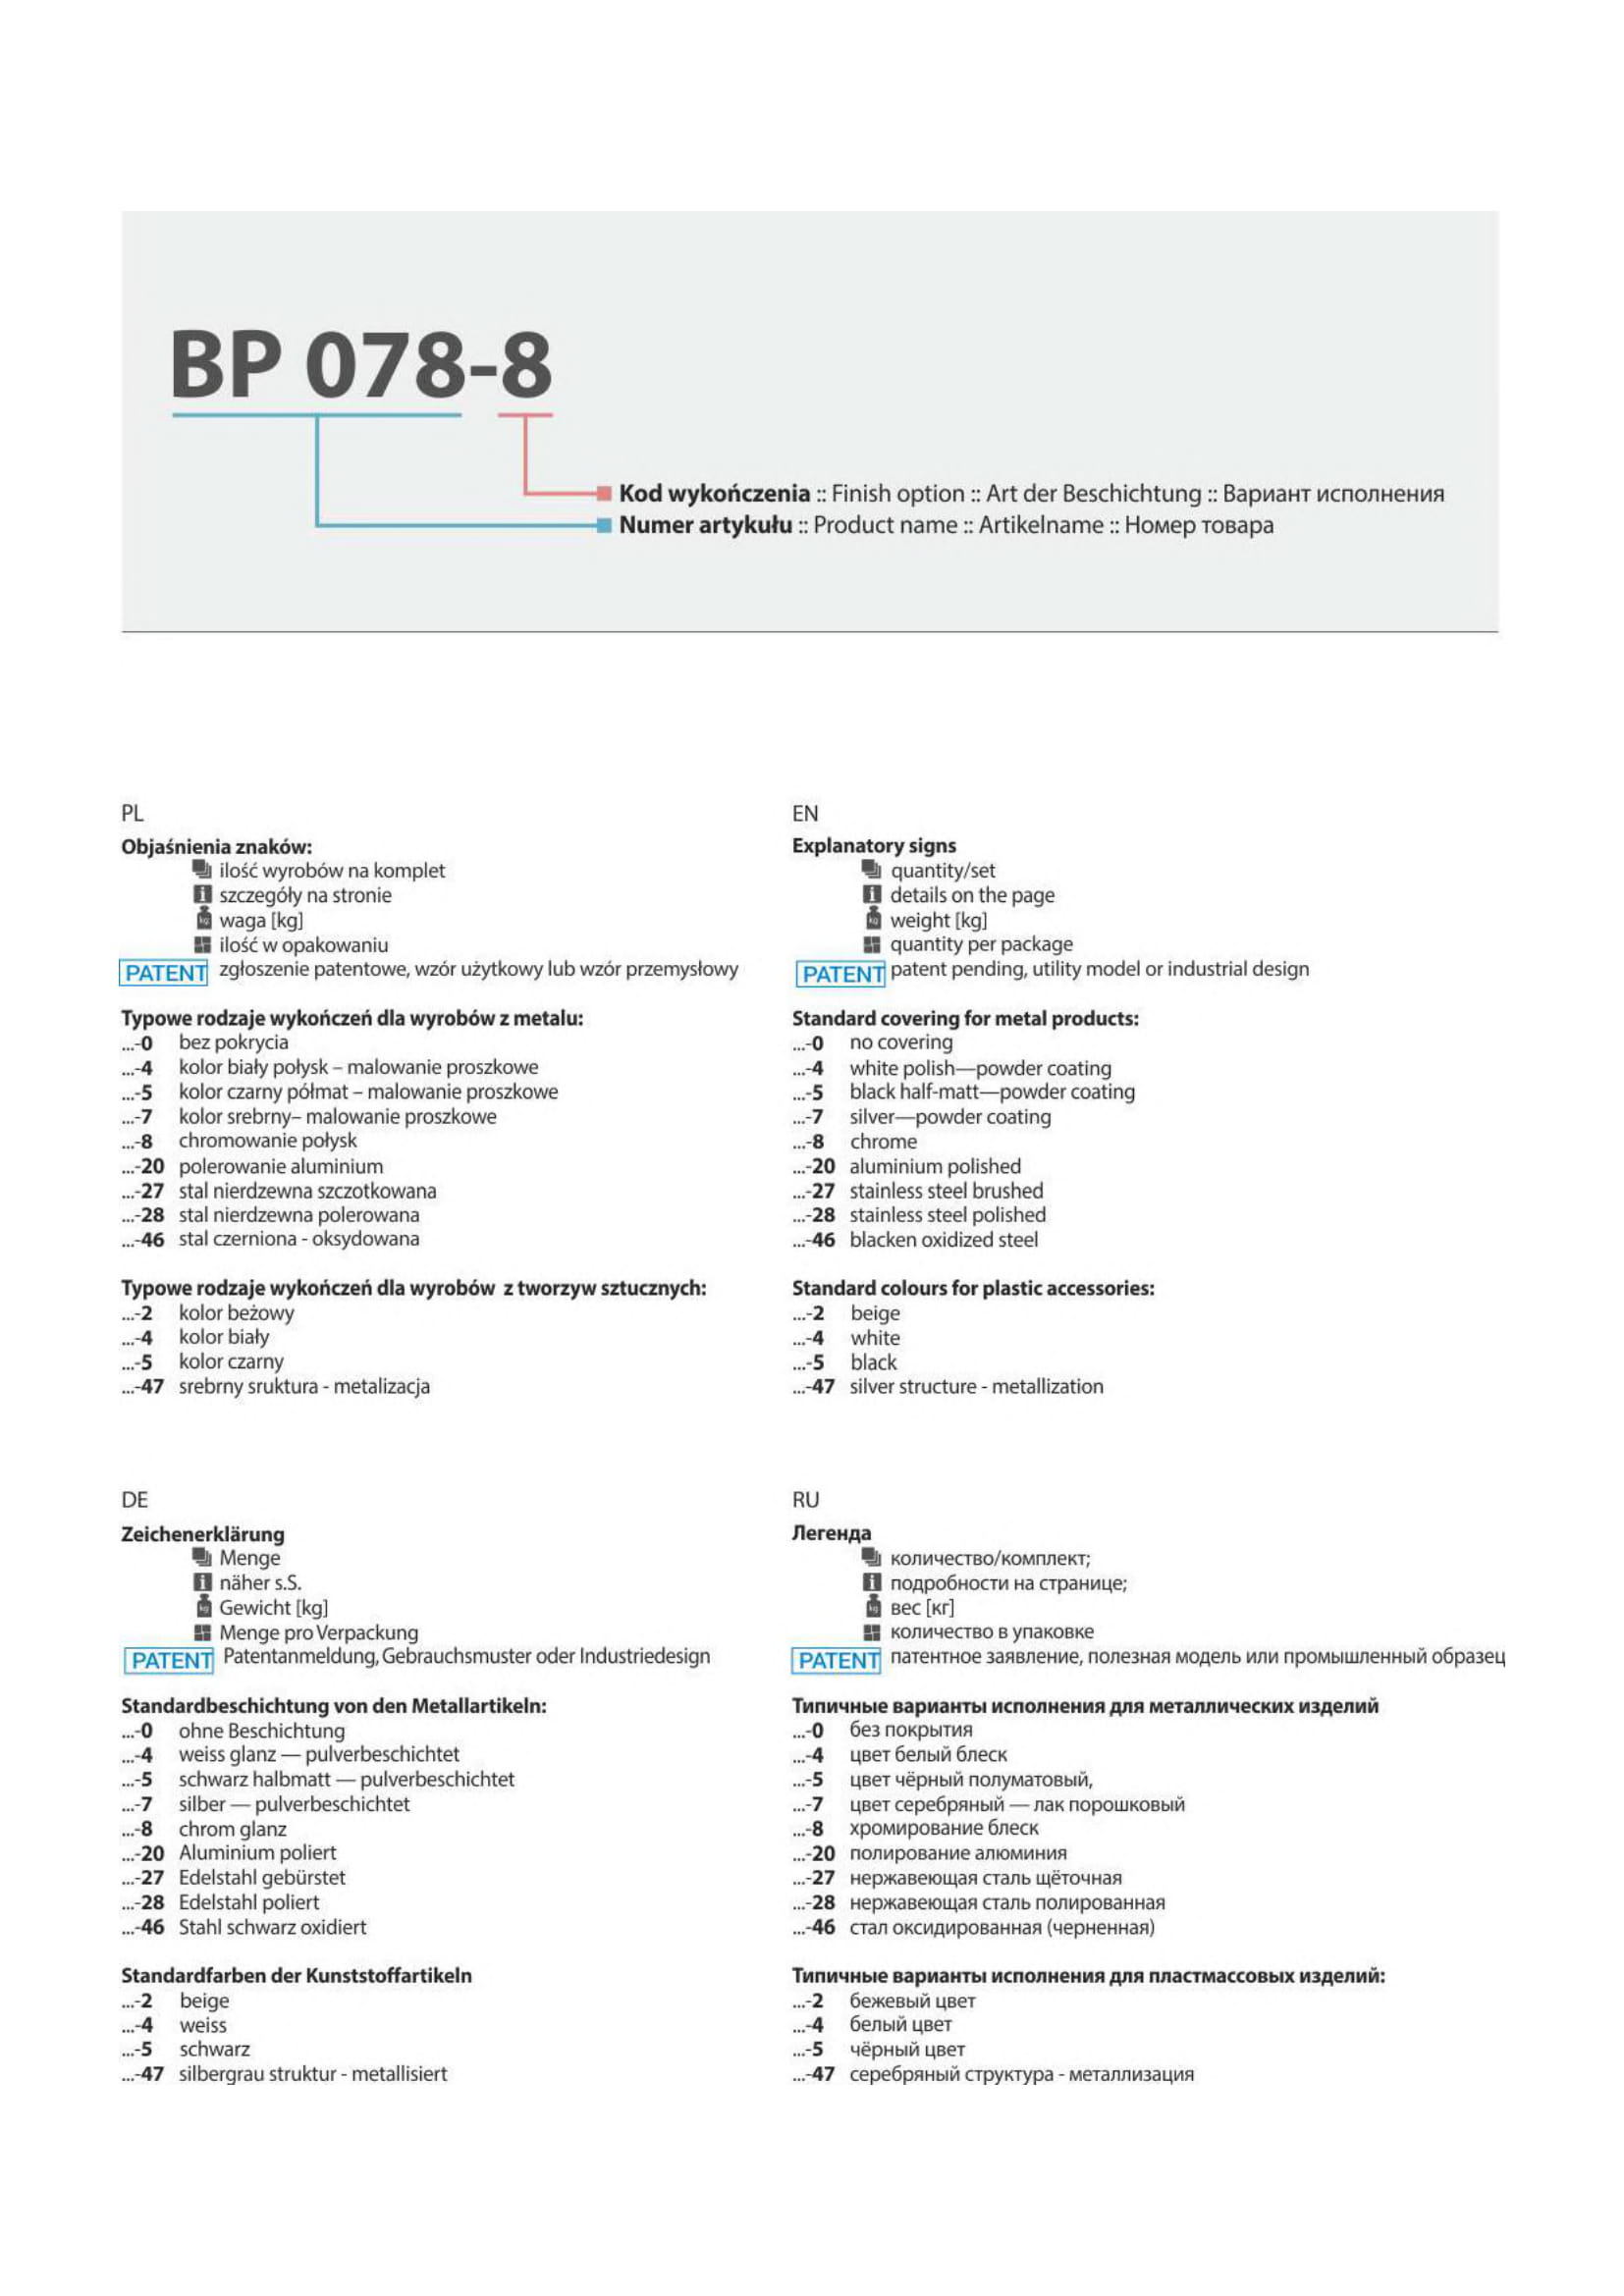 BP 078-8
Kod wykończenia :: Finish option :: Art der Beschichtung :: Вариант исполнения
Numer artykułu :: Product name :: Artikelname :: Номер товара
PL
Objaśnienia znaków:
ilość wyrobów na komplet
szczegóły na stronie
kg waga [kg]
ilość w opakowaniu
PATENT zgłoszenie patentowe, wzór użytkowy lub wzór przemysłowy
Typowe rodzaje wykończeń dla wyrobów z metalu:
...-0 bez pokrycia
...-4 kolor biały połysk – malowanie proszkowe
...-5 kolor czarny półmat – malowanie proszkowe
...-7 kolor srebrny– malowanie proszkowe
...-8 chromowanie połysk
...-20 polerowanie aluminium
...-27 stal nierdzewna szczotkowana
...-28 stal nierdzewna polerowana
...-46 stal czerniona - oksydowana
Typowe rodzaje wykończeń dla wyrobów z tworzyw sztucznych:
...-2 kolor beżowy
...-4 kolor biały
...-5 kolor czarny
...-47 srebrny sruktura - metalizacja
EN
Explanatory signs
quantity/set
details on the page
kg weight [kg]
quantity per package
PATENT patent pending, utility model or industrial design
Standard covering for metal products:
...-0 no covering
...-4 white polish—powder coating
...-5 black half-matt—powder coating
...-7 silver—powder coating
...-8 chrome
...-20 aluminium polished
...-27 stainless steel brushed
...-28 stainless steel polished
...-46 blacken oxidized steel
Standard colours for plastic accessories:
...-2 beige
...-4 white
...-5 black
...-47 silver structure - metallization
DE
Zeichenerklärung
Menge
näher s.S.
kg Gewicht [kg]
Menge pro Verpackung
PATENT Patentanmeldung, Gebrauchsmuster oder Industriedesign
Standardbeschichtung von den Metallartikeln:
...-0 ohne Beschichtung
...-4 weiss glanz — pulverbeschichtet
...-5 schwarz halbmatt — pulverbeschichtet
...-7 silber — pulverbeschichtet
...-8 chrom glanz
...-20 Aluminium poliert
...-27 Edelstahl gebürstet
...-28 Edelstahl poliert
...-46 Stahl schwarz oxidiert
Standardfarben der Kunststoffartikeln
...-2 beige
...-4 weiss
...-5 schwarz
...-47 silbergrau struktur - metallisiert
RU
Легенда
количество/комплект;
подробности на странице;
kg вес [кг]
количество в упаковке
PATENT патентное заявление, полезная модель или промышленный образец
Типичные варианты исполнения для металлических изделий
...-0 без покрытия
...-4 цвет белый блеск
...-5 цвет чёрный полуматовый,
...-7 цвет серебряный — лак порошковый
...-8 хромирование блеск
...-20 полирование алюминия
...-27 нержавеющая сталь щёточная
...-28 нержавеющая сталь полированная
...-46 стал оксидированная (черненная)
Типичные варианты исполнения для пластмассовых изделий:
...-2 бежевый цвет
...-4 белый цвет
...-5 чёрный цвет
...-47 серебряный структура - металлизация